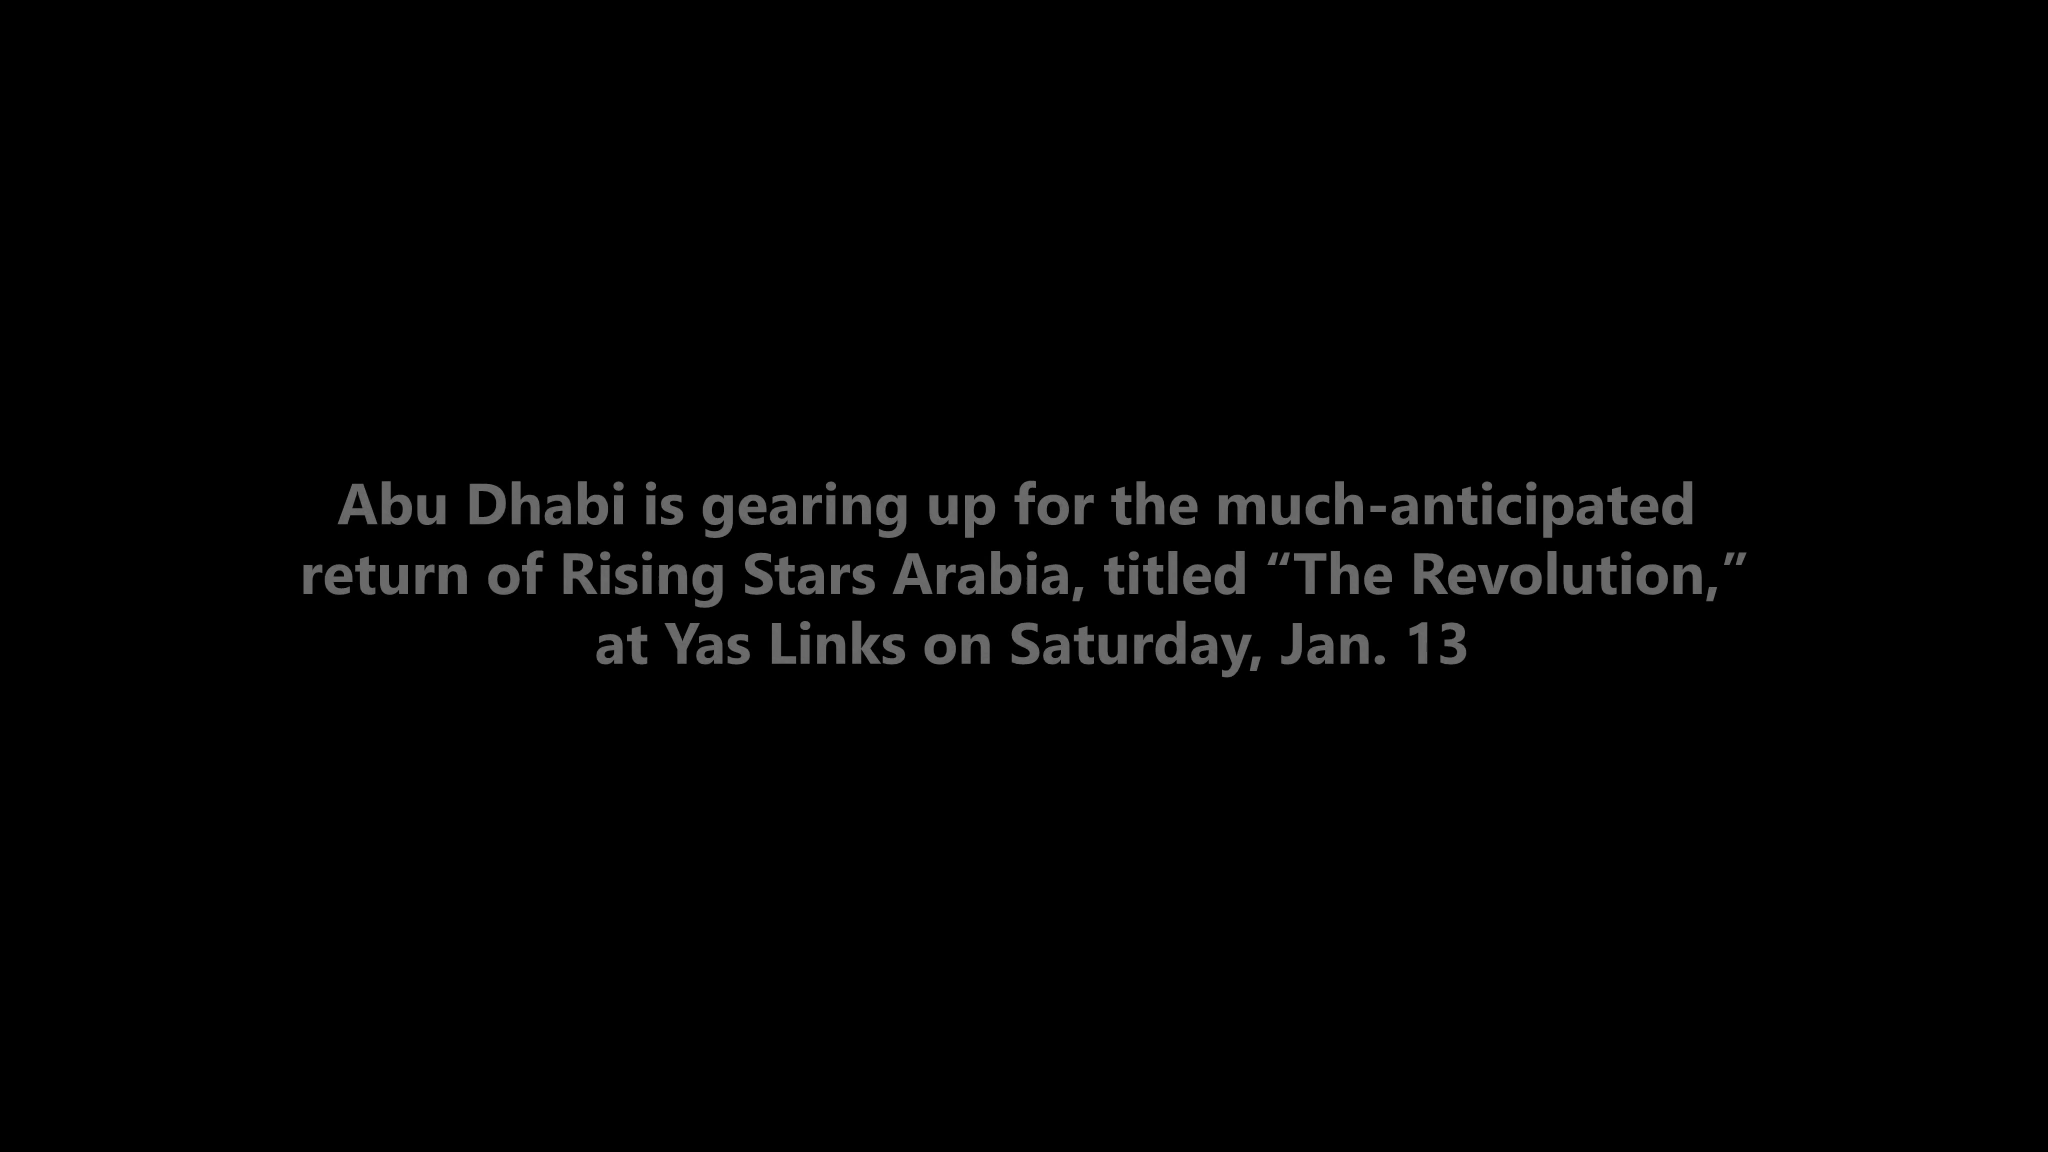 Abu Dhabi is gearing up for the much-anticipated
return of Rising Stars Arabia, titled “The Revolution,”
at Yas Links on Saturday, Jan. 13